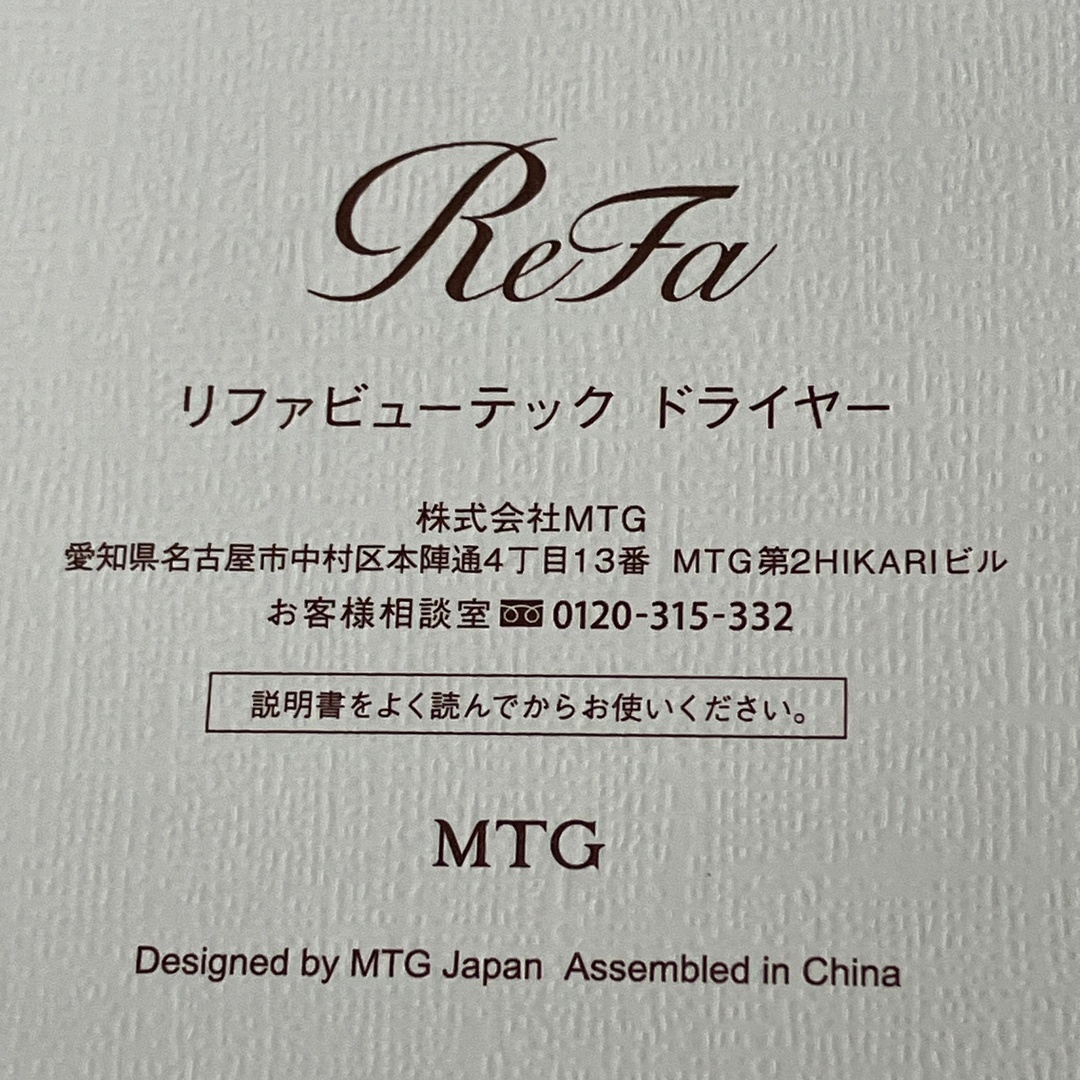 ReFa
リファビューテック ドライヤー
株式会社MTG
愛知県名古屋市中村区本陣通4丁目13番 MTG第2HIKARIビル
お客様相談室 0120-315-332
説明書をよく読んでからお使いください。
MTG
Designed by MTG Japan Assembled in China